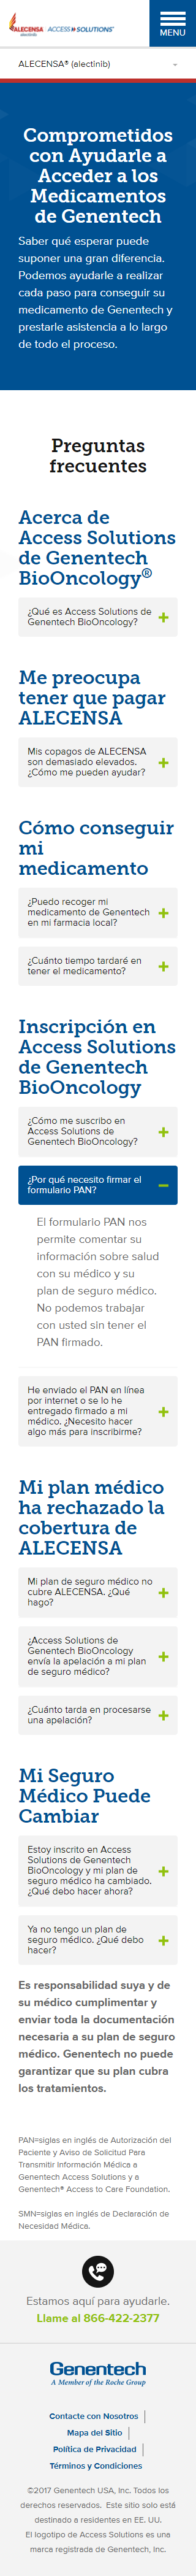 ALECENSA®
alectinib
ACCESS SOLUTIONS®
MENU
ALECENSA® (alectinib)
Comprometidos
con Ayudarle a
Acceder a los
Medicamentos
de Genentech
Saber qué esperar puede
suponer una gran diferencia.
Podemos ayudarle a realizar
cada paso para conseguir su
medicamento de Genentech y
prestarle asistencia a lo largo
de todo el proceso.
Preguntas
frecuentes
Acerca de
Access Solutions
de Genentech
BioOncology®
¿Qué es Access Solutions de
Genentech BioOncology?
Me preocupa
tener que pagar
ALECENSA
Mis copagos de ALECENSA
son demasiado elevados.
¿Cómo me pueden ayudar?
Cómo conseguir
mi
medicamento
¿Puedo recoger mi
medicamento de Genentech
en mi farmacia local?
¿Cuánto tiempo tardaré en
tener el medicamento?
Inscripción en
Access Solutions
de Genentech
BioOncology
¿Cómo me suscribo en
Access Solutions de
Genentech BioOncology?
¿Por qué necesito firmar el
formulario PAN?
El formulario PAN nos
permite comentar su
información sobre salud
con su médico y su
plan de seguro médico.
No podemos trabajar
con usted sin tener el
PAN firmado.
He enviado el PAN en línea
por internet o se lo he
entregado firmado a mi
médico. ¿Necesito hacer
algo más para inscribirme?
Mi plan médico
ha rechazado la
cobertura de
ALECENSA
Mi plan de seguro médico no
cubre ALECENSA. ¿Qué
hago?
¿Access Solutions de
Genentech BioOncology
envía la apelación a mi plan
de seguro médico?
¿Cuánto tarda en procesarse
una apelación?
Mi Seguro
Médico Puede
Cambiar
Estoy inscrito en Access
Solutions de Genentech
BioOncology y mi plan de
seguro médico ha cambiado.
¿Qué debo hacer ahora?
Ya no tengo un plan de
seguro médico. ¿Qué debo
hacer?
Es responsabilidad suya y de
su médico cumplimentar y
enviar toda la documentación
necesaria a su plan de seguro
médico. Genentech no puede
garantizar que su plan cubra
los tratamientos.
PAN=siglas en inglés de Autorización del
Paciente y Aviso de Solicitud Para
Transmitir Información Médica a
Genentech Access Solutions y a
Genentech® Access to Care Foundation.
SMN=siglas en inglés de Declaración de
Necesidad Médica.
Estamos aquí para ayudarle.
Llame al 866-422-2377
Genentech
A Member of the Roche Group
Contacte con Nosotros
Mapa del Sitio
Política de Privacidad
Términos y Condiciones
©2017 Genentech USA, Inc. Todos los
derechos reservados. Este sitio solo está
destinado a residentes en EE. UU.
El logotipo de Access Solutions es una
marca registrada de Genentech, Inc.